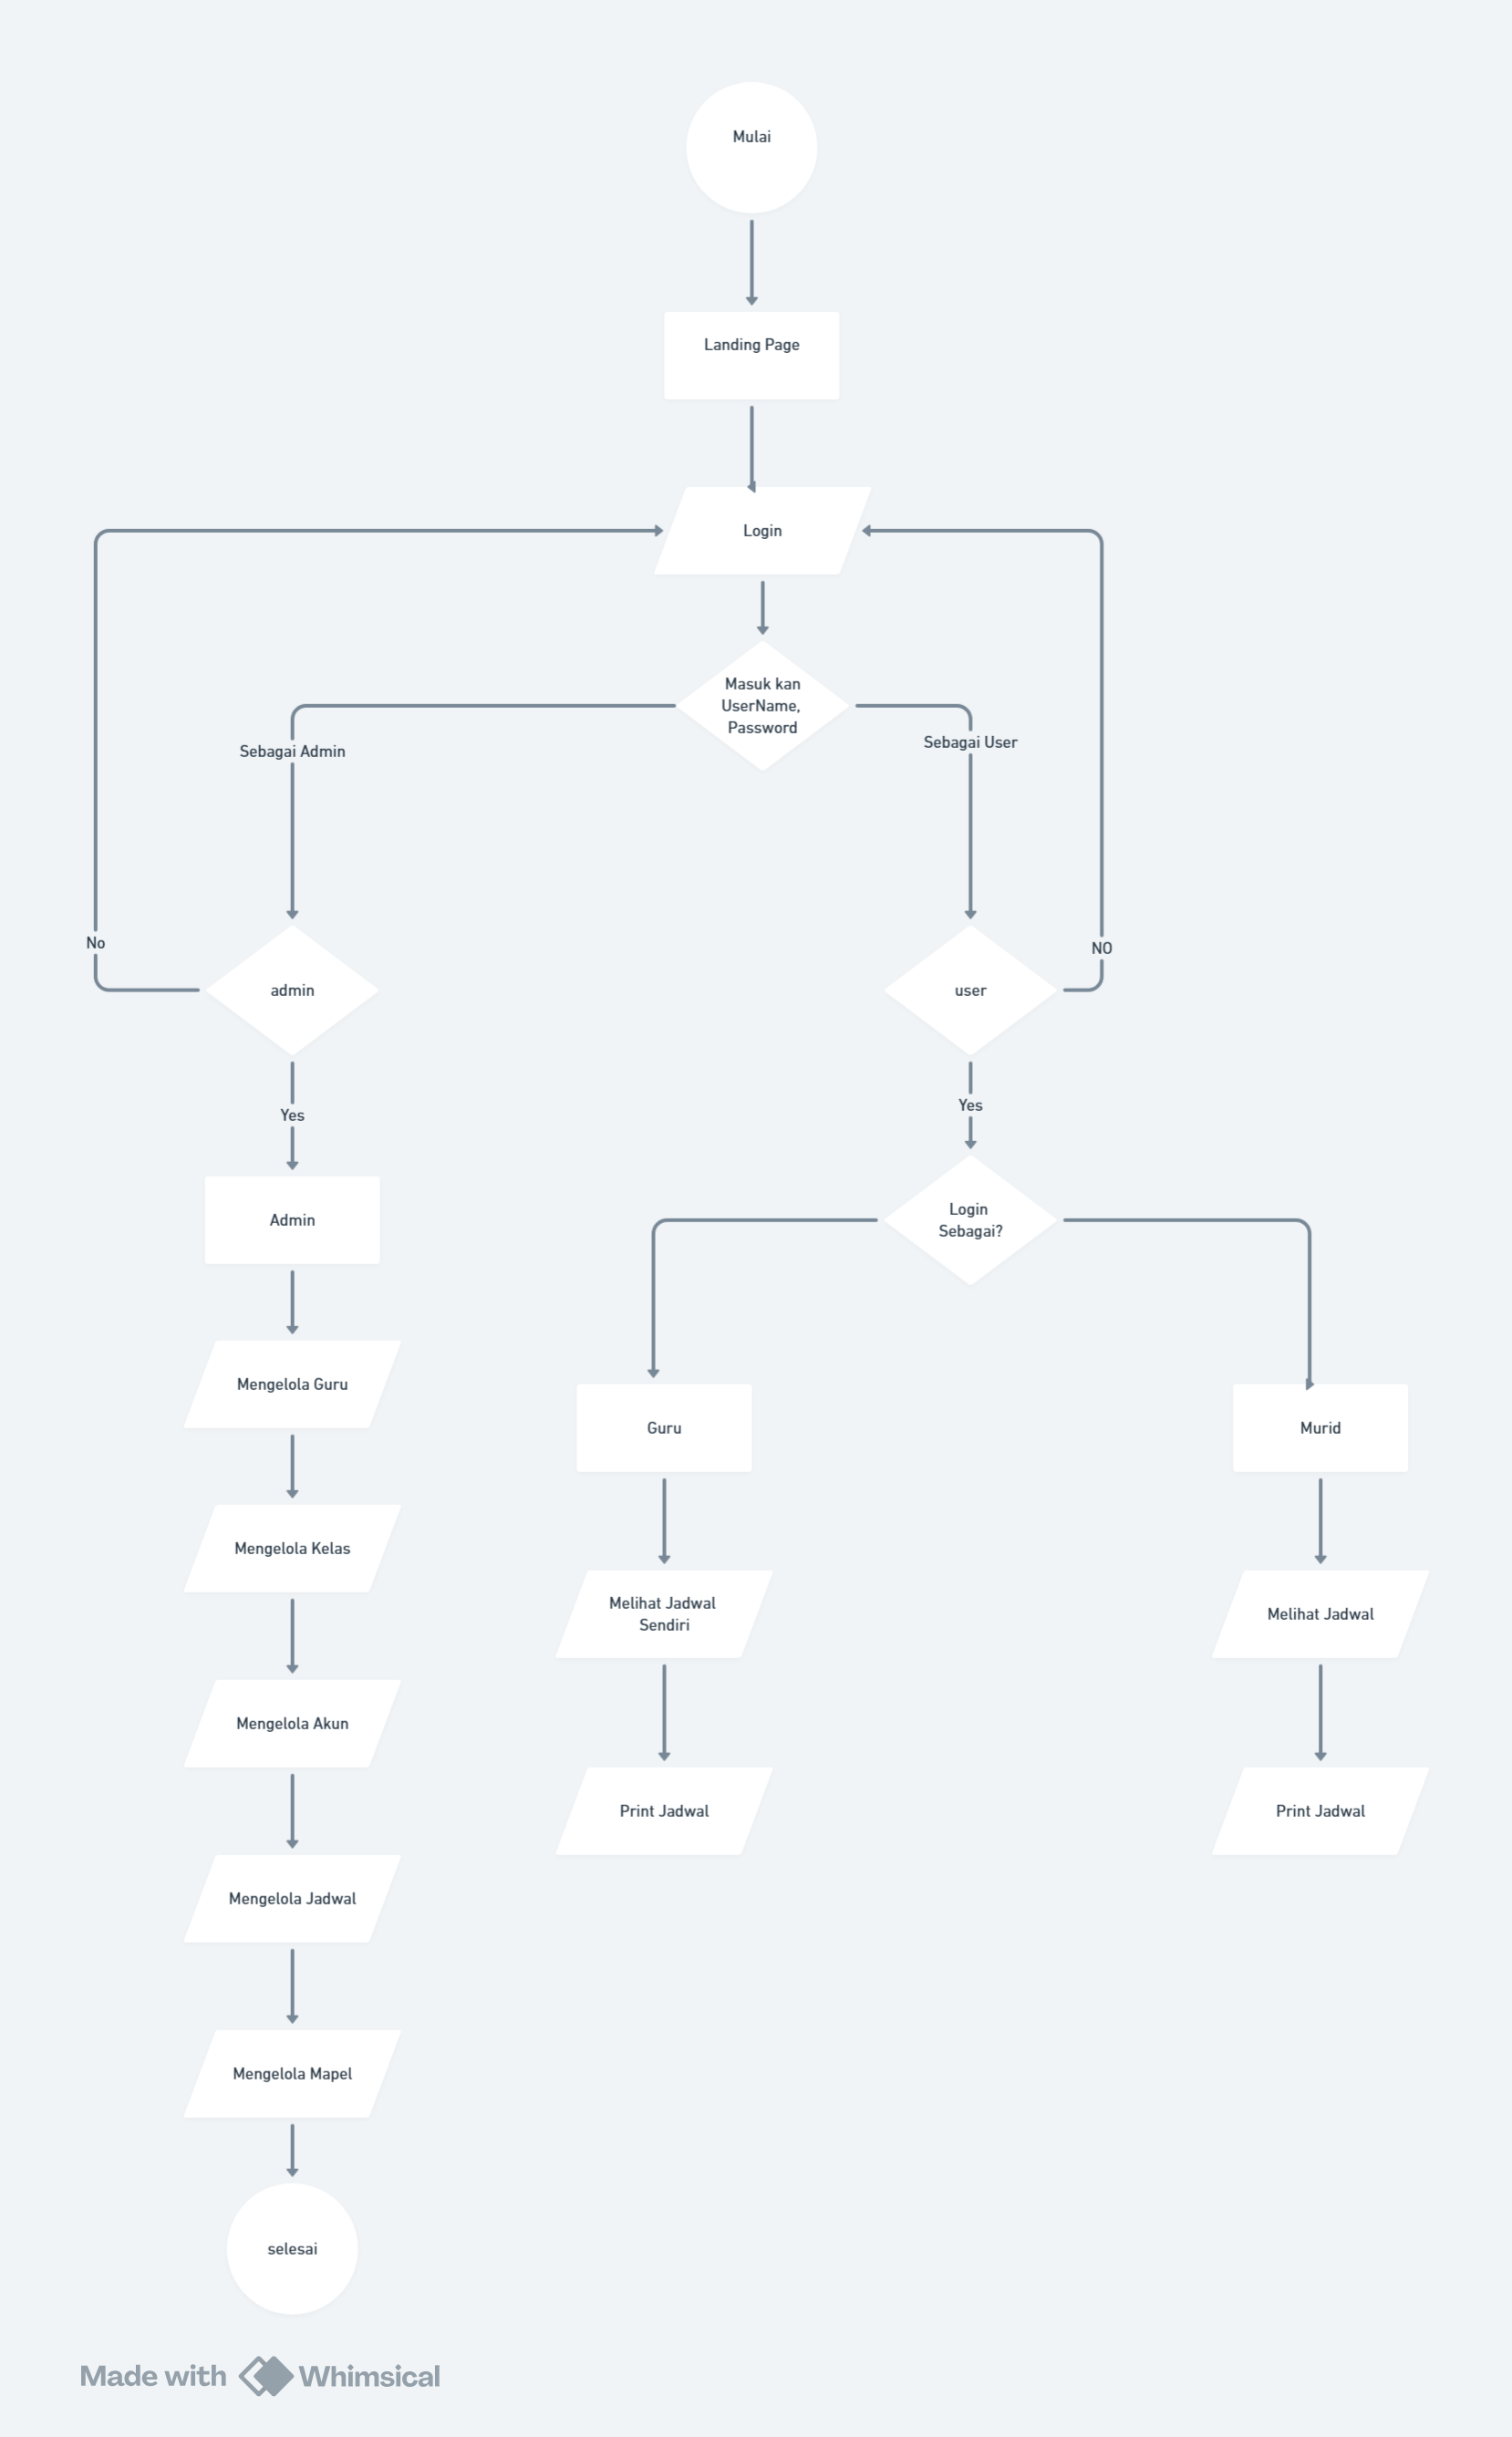 Mulai
Landing Page
Login
Masuk kan
UserName,
Password
Sebagai Admin
Sebagai User
No
NO
admin
user
Yes
Yes
Admin
Login
Sebagai?
Mengelola Guru
Guru
Murid
Mengelola Kelas
Melihat Jadwal
Sendiri
Melihat Jadwal
Mengelola Akun
Print Jadwal
Print Jadwal
Mengelola Jadwal
Mengelola Mapel
selesai
Made with Whimsical